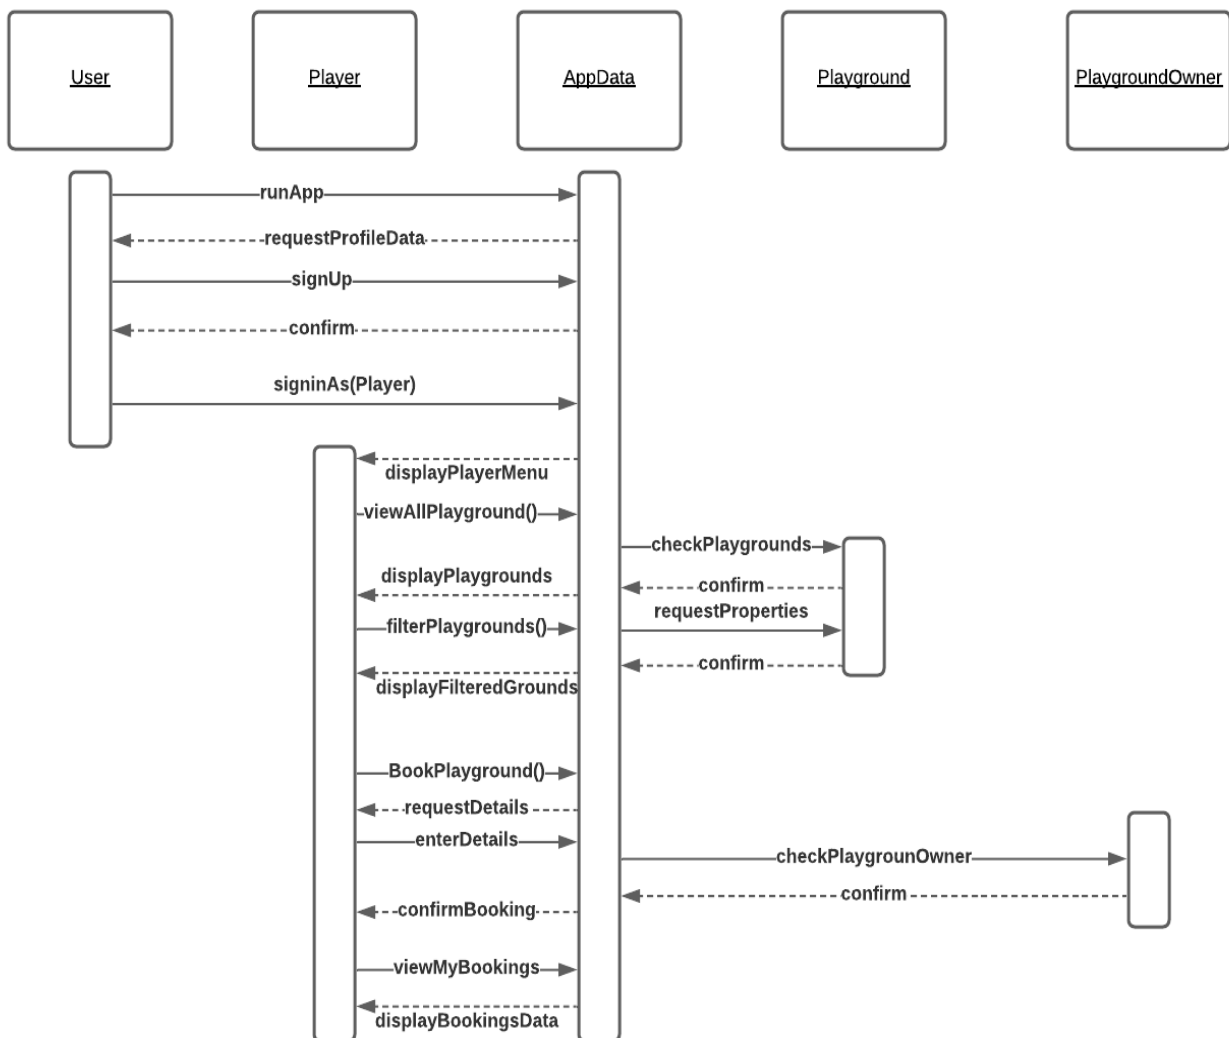 User
Player
AppData
Playground
PlaygroundOwner
runApp
requestProfileData
signUp
confirm
signinAs(Player)
displayPlayerMenu
viewAllPlayground()
checkPlaygrounds
displayPlaygrounds
confirm
requestProperties
filterPlaygrounds()
confirm
displayFilteredGrounds
BookPlayground()
requestDetails
enterDetails
checkPlaygrounOwner
confirm
confirmBooking
viewMyBookings
displayBookingsData